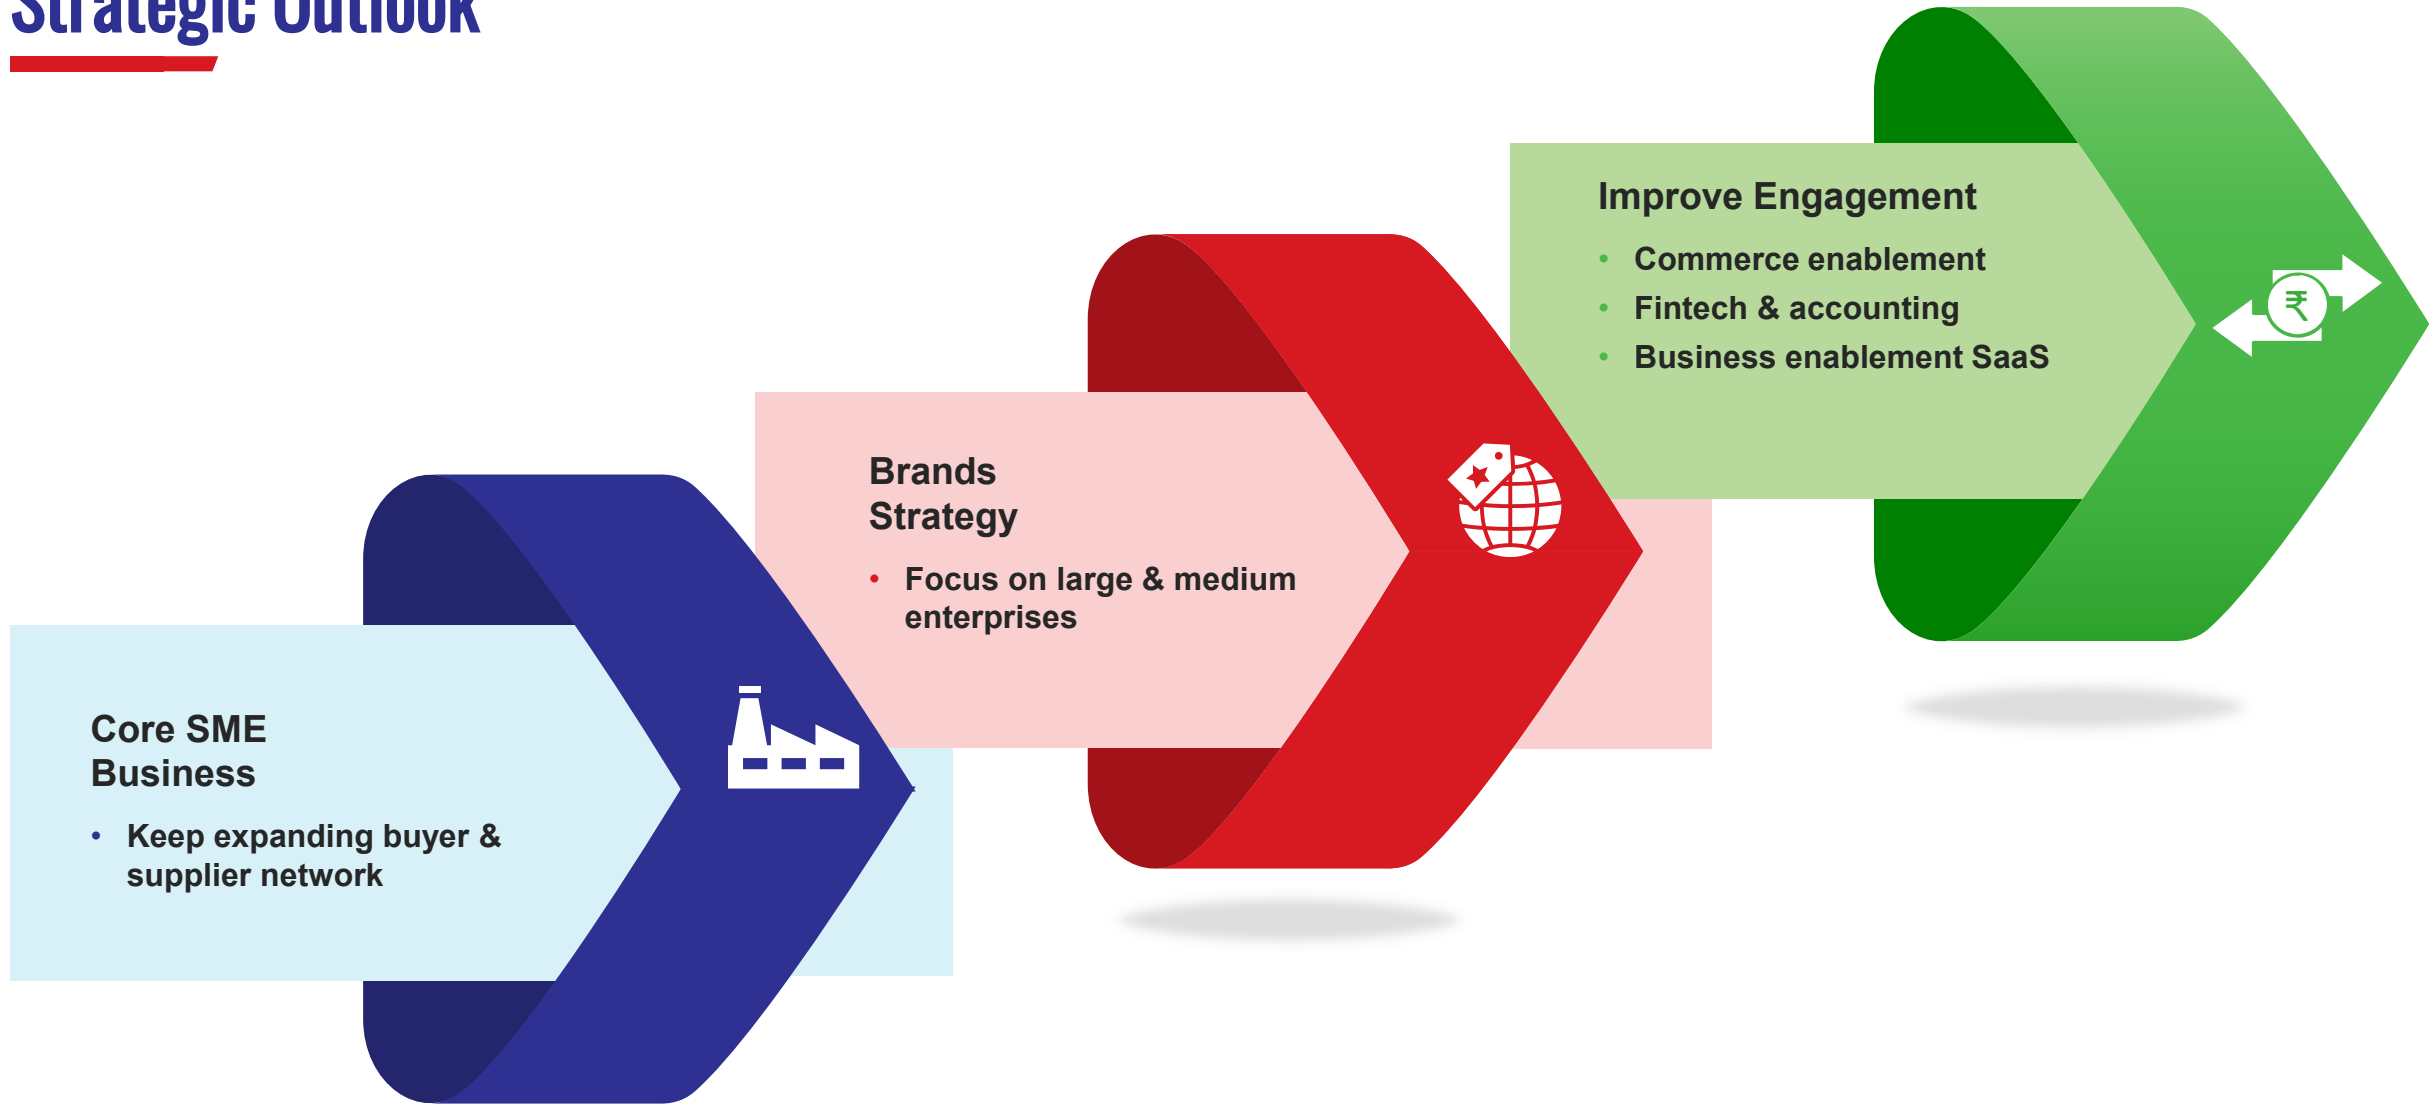 Strategic Outlook
Core SME
Business
• Keep expanding buyer &
supplier network
Brands
Strategy
• Focus on large & medium
enterprises
Improve Engagement
• Commerce enablement
• Fintech & accounting
• Business enablement SaaS
₹